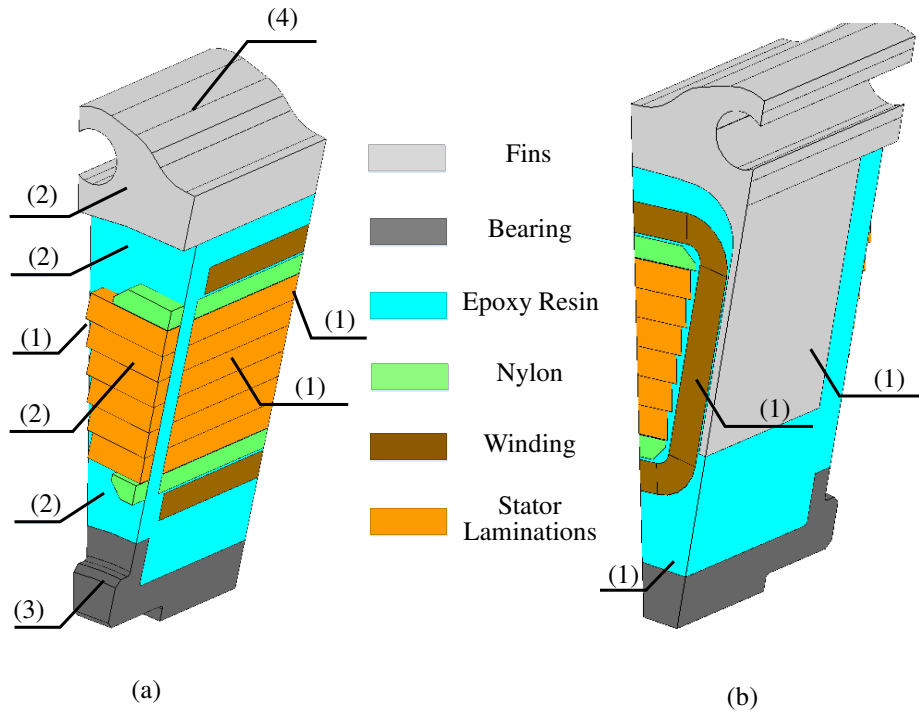 (4)
(2)
(2)
(1)
(2)
(2)
(3)
(1)
(1)
Fins
Bearing
Epoxy Resin
Nylon
Winding
Stator
Laminations
(1)
(1)
(1)
(a)
(b)